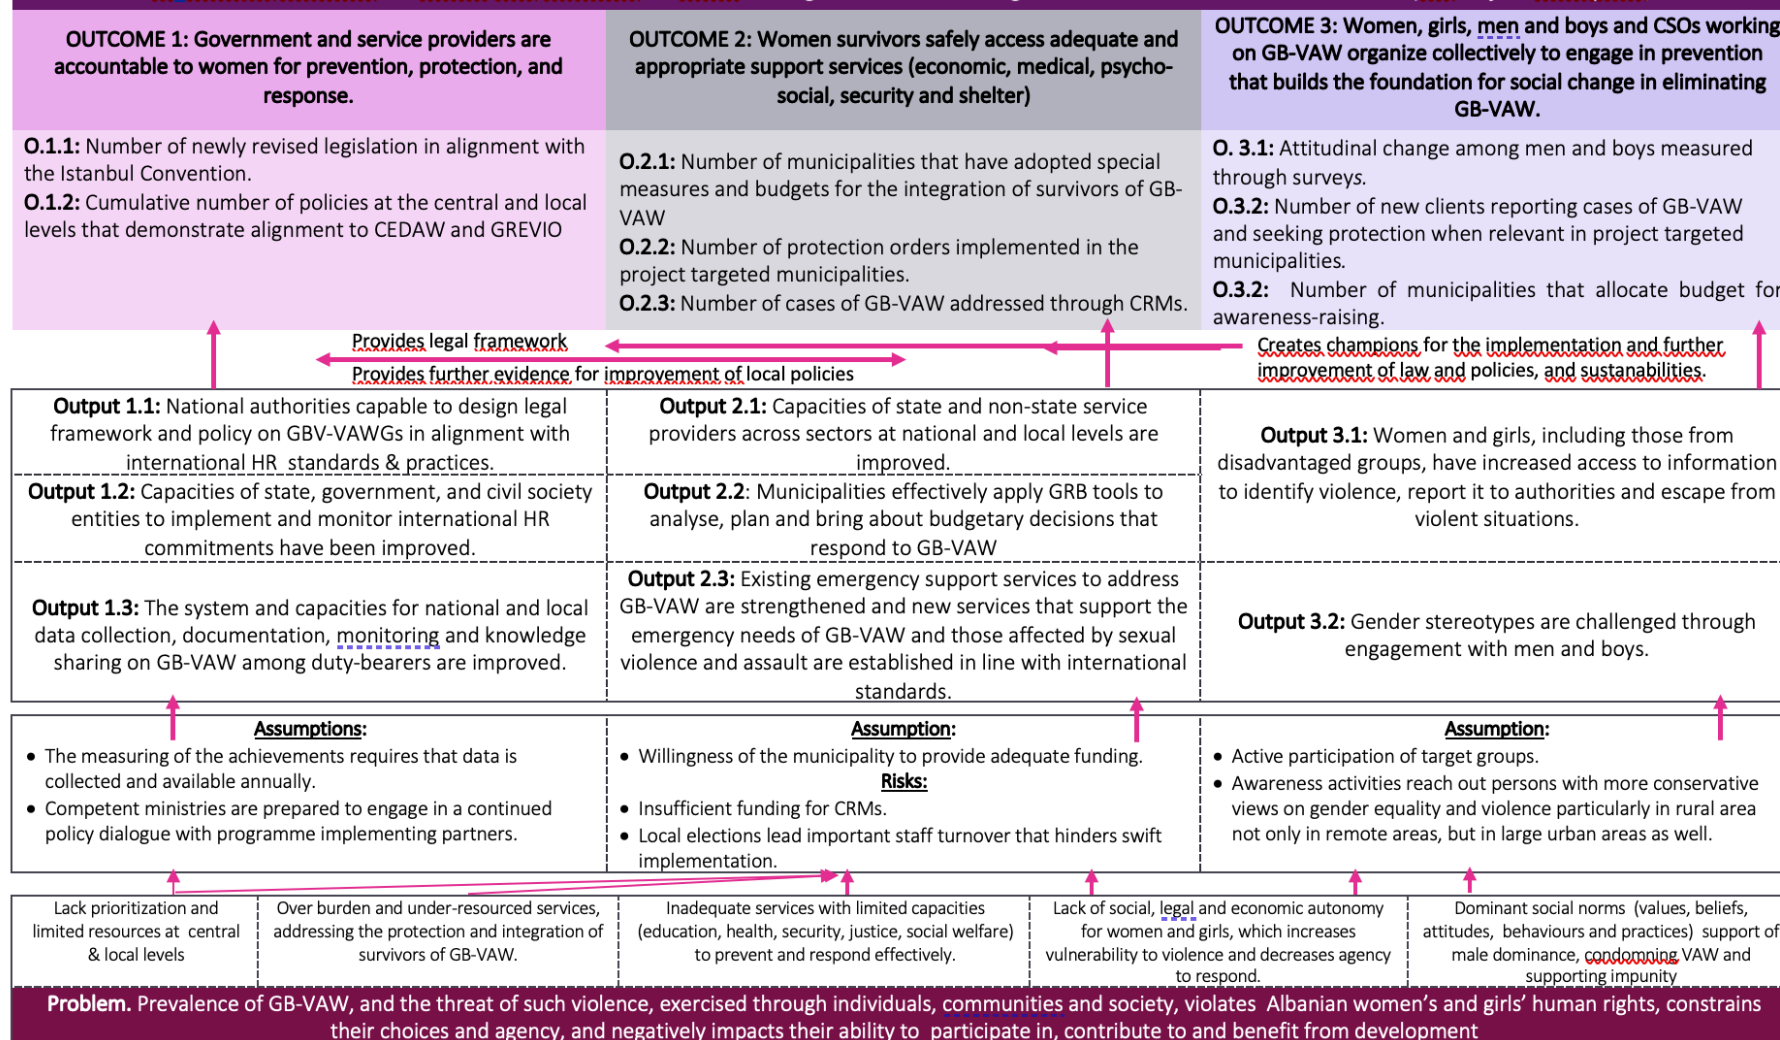 OUTCOME 1: Government and service providers are
accountable to women for prevention, protection, and
response.
OUTCOME 2: Women survivors safely access adequate and
appropriate support services (economic, medical, psycho-
social, security and shelter)
OUTCOME 3: Women, girls, men and boys and CSOs working
on GB-VAW organize collectively to engage in prevention
that builds the foundation for social change in eliminating
GB-VAW.
O.1.1: Number of newly revised legislation in alignment with
the Istanbul Convention.
O.1.2: Cumulative number of policies at the central and local
levels that demonstrate alignment to CEDAW and GREVIO
O.2.1: Number of municipalities that have adopted special
measures and budgets for the integration of survivors of GB-
VAW
O.2.2: Number of protection orders implemented in the
project targeted municipalities.
O.2.3: Number of cases of GB-VAW addressed through CRMs.
O. 3.1: Attitudinal change among men and boys measured
through surveys.
O.3.2: Number of new clients reporting cases of GB-VAW
and seeking protection when relevant in project targeted
municipalities.
O.3.2: Number of municipalities that allocate budget for
awareness-raising.
Provides legal framework
Provides further evidence for improvement of local policies
Creates champions for the implementation and further
improvement of law and policies, and sustanabilities.
Output 1.1: National authorities capable to design legal
framework and policy on GBV-VAWGs in alignment with
international HR standards & practices.
Output 1.2: Capacities of state, government, and civil society
entities to implement and monitor international HR
commitments have been improved.
Output 1.3: The system and capacities for national and local
data collection, documentation, monitoring and knowledge
sharing on GB-VAW among duty-bearers are improved.
Output 2.1: Capacities of state and non-state service
providers across sectors at national and local levels are
improved.
Output 2.2: Municipalities effectively apply GRB tools to
analyse, plan and bring about budgetary decisions that
respond to GB-VAW
Output 2.3: Existing emergency support services to address
GB-VAW are strengthened and new services that support the
emergency needs of GB-VAW and those affected by sexual
violence and assault are established in line with international
standards.
Output 3.1: Women and girls, including those from
disadvantaged groups, have increased access to information
to identify violence, report it to authorities and escape from
violent situations.
Output 3.2: Gender stereotypes are challenged through
engagement with men and boys.
Assumptions:
• The measuring of the achievements requires that data is
collected and available annually.
• Competent ministries are prepared to engage in a continued
policy dialogue with programme implementing partners.
Assumption:
• Willingness of the municipality to provide adequate funding.
Risks:
• Insufficient funding for CRMs.
• Local elections lead important staff turnover that hinders swift
implementation.
Assumption:
• Active participation of target groups.
• Awareness activities reach out persons with more conservative
views on gender equality and violence particularly in rural area
not only in remote areas, but in large urban areas as well.
Lack prioritization and
limited resources at central
& local levels
Over burden and under-resourced services,
addressing the protection and integration of
survivors of GB-VAW.
Inadequate services with limited capacities
(education, health, security, justice, social welfare)
to prevent and respond effectively.
Lack of social, legal and economic autonomy
for women and girls, which increases
vulnerability to violence and decreases agency
to respond.
Dominant social norms (values, beliefs,
attitudes, behaviours and practices) support of
male dominance, condomning VAW and
supporting impunity
Problem. Prevalence of GB-VAW, and the threat of such violence, exercised through individuals, communities and society, violates Albanian women's and girls' human rights, constrains
their choices and agency, and negatively impacts their ability to participate in, contribute to and benefit from development